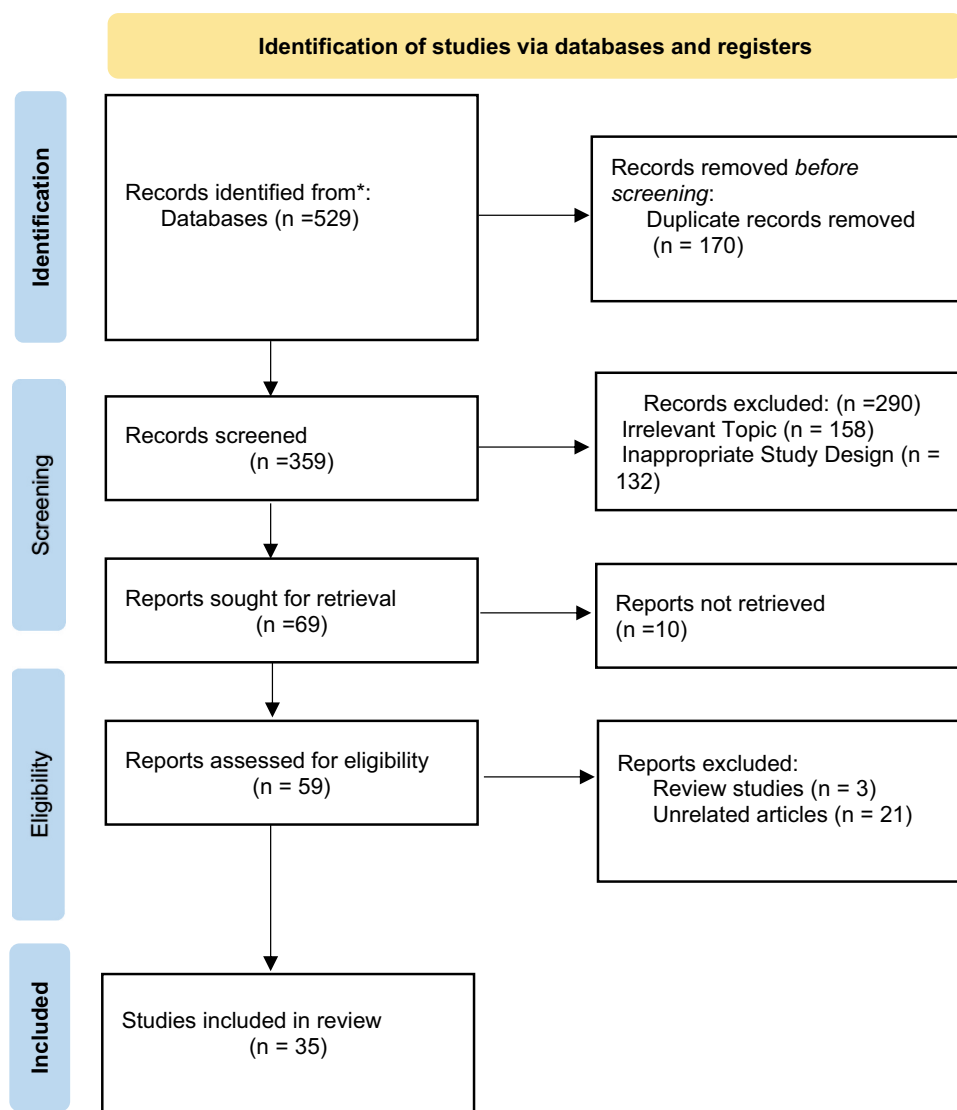 Identification of studies via databases and registers
Identification
Records identified from*:
Databases (n =529)
Records removed before
screening:
Duplicate records removed
(n = 170)
Screening
Records screened
(n =359)
Records excluded: (n =290)
Irrelevant Topic (n = 158)
Inappropriate Study Design (n =
132)
Reports sought for retrieval
(n =69)
Reports not retrieved
(n =10)
Eligibility
Reports assessed for eligibility
(n = 59)
Reports excluded:
Review studies (n = 3)
Unrelated articles (n = 21)
Included
Studies included in review
(n = 35)